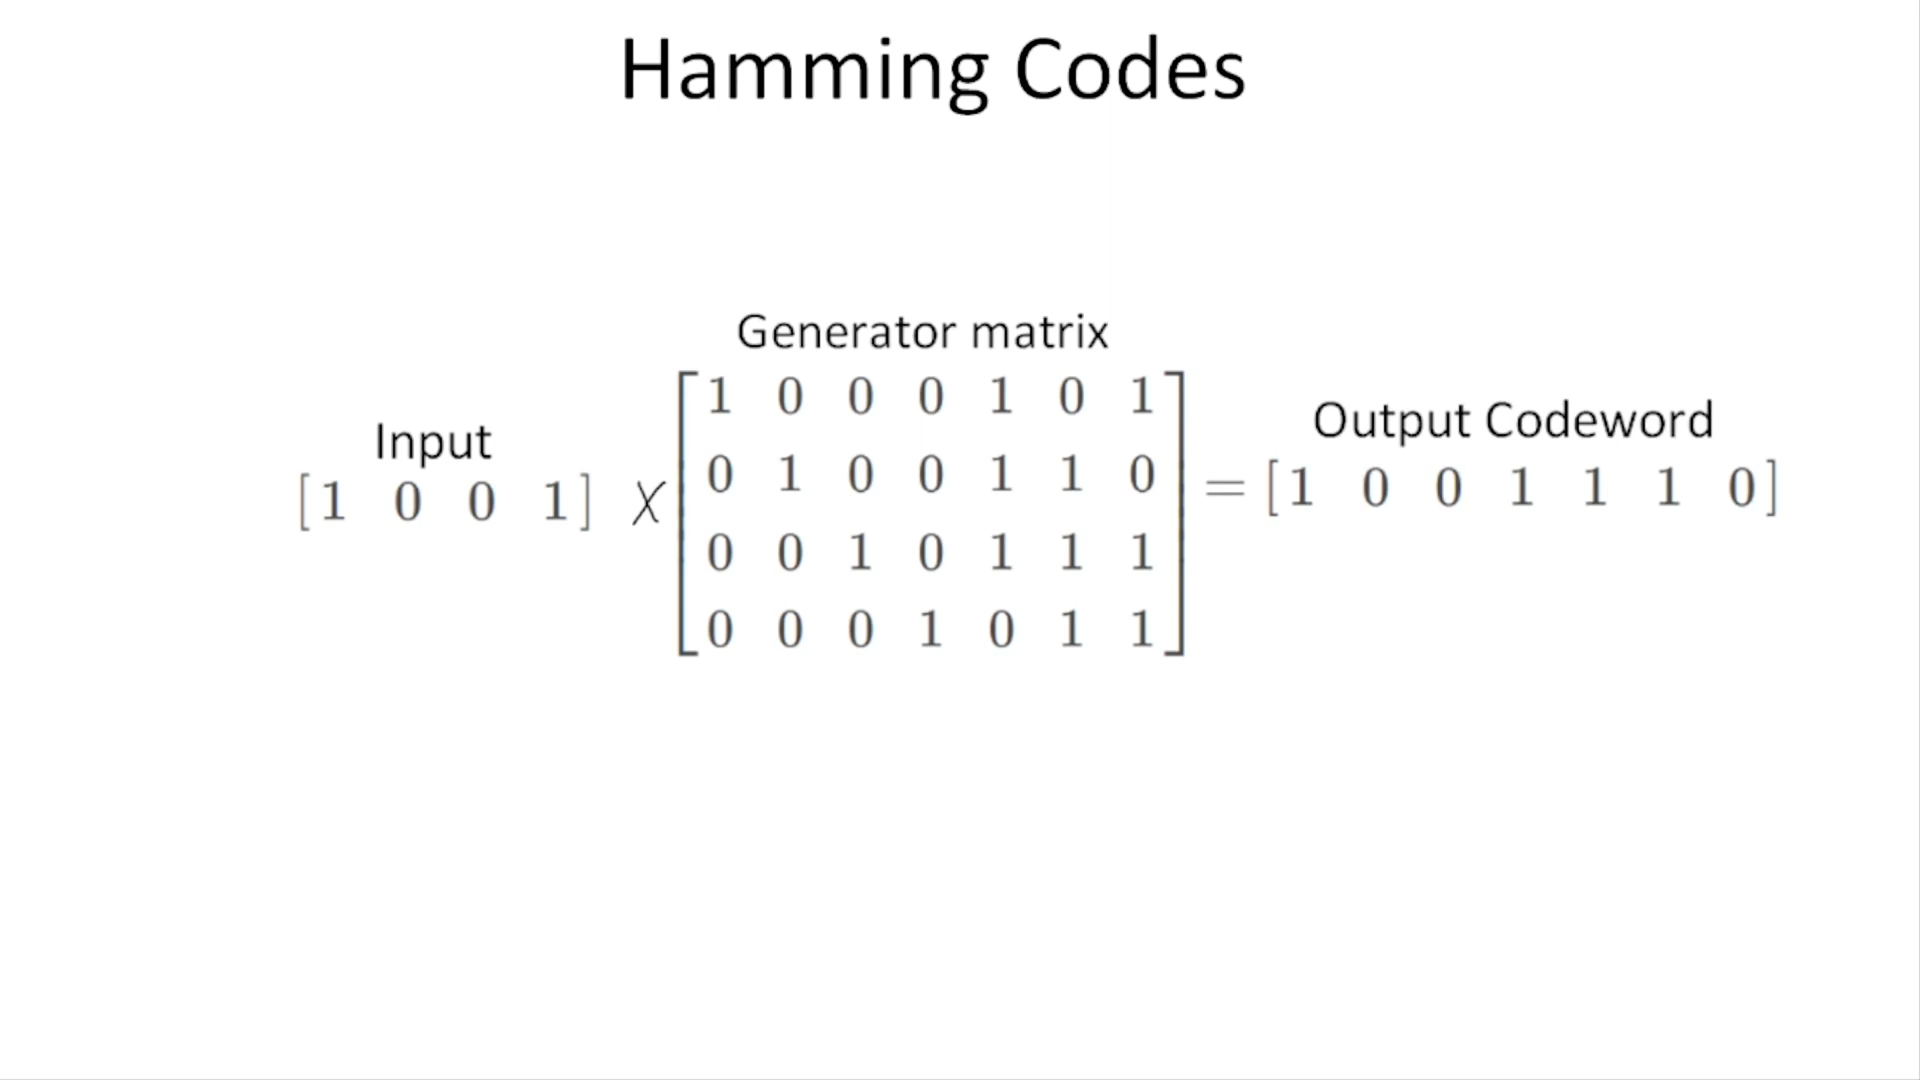 Hamming Codes
Generator matrix
Input
Output Codeword
[1 0 0 1] X
1 0 0 0 1 0 1
0 1 0 0 1 1 0
0 0 1 0 1 1 1
0 0 0 1 0 1 1
= [1 0 0 1 1 1 0]